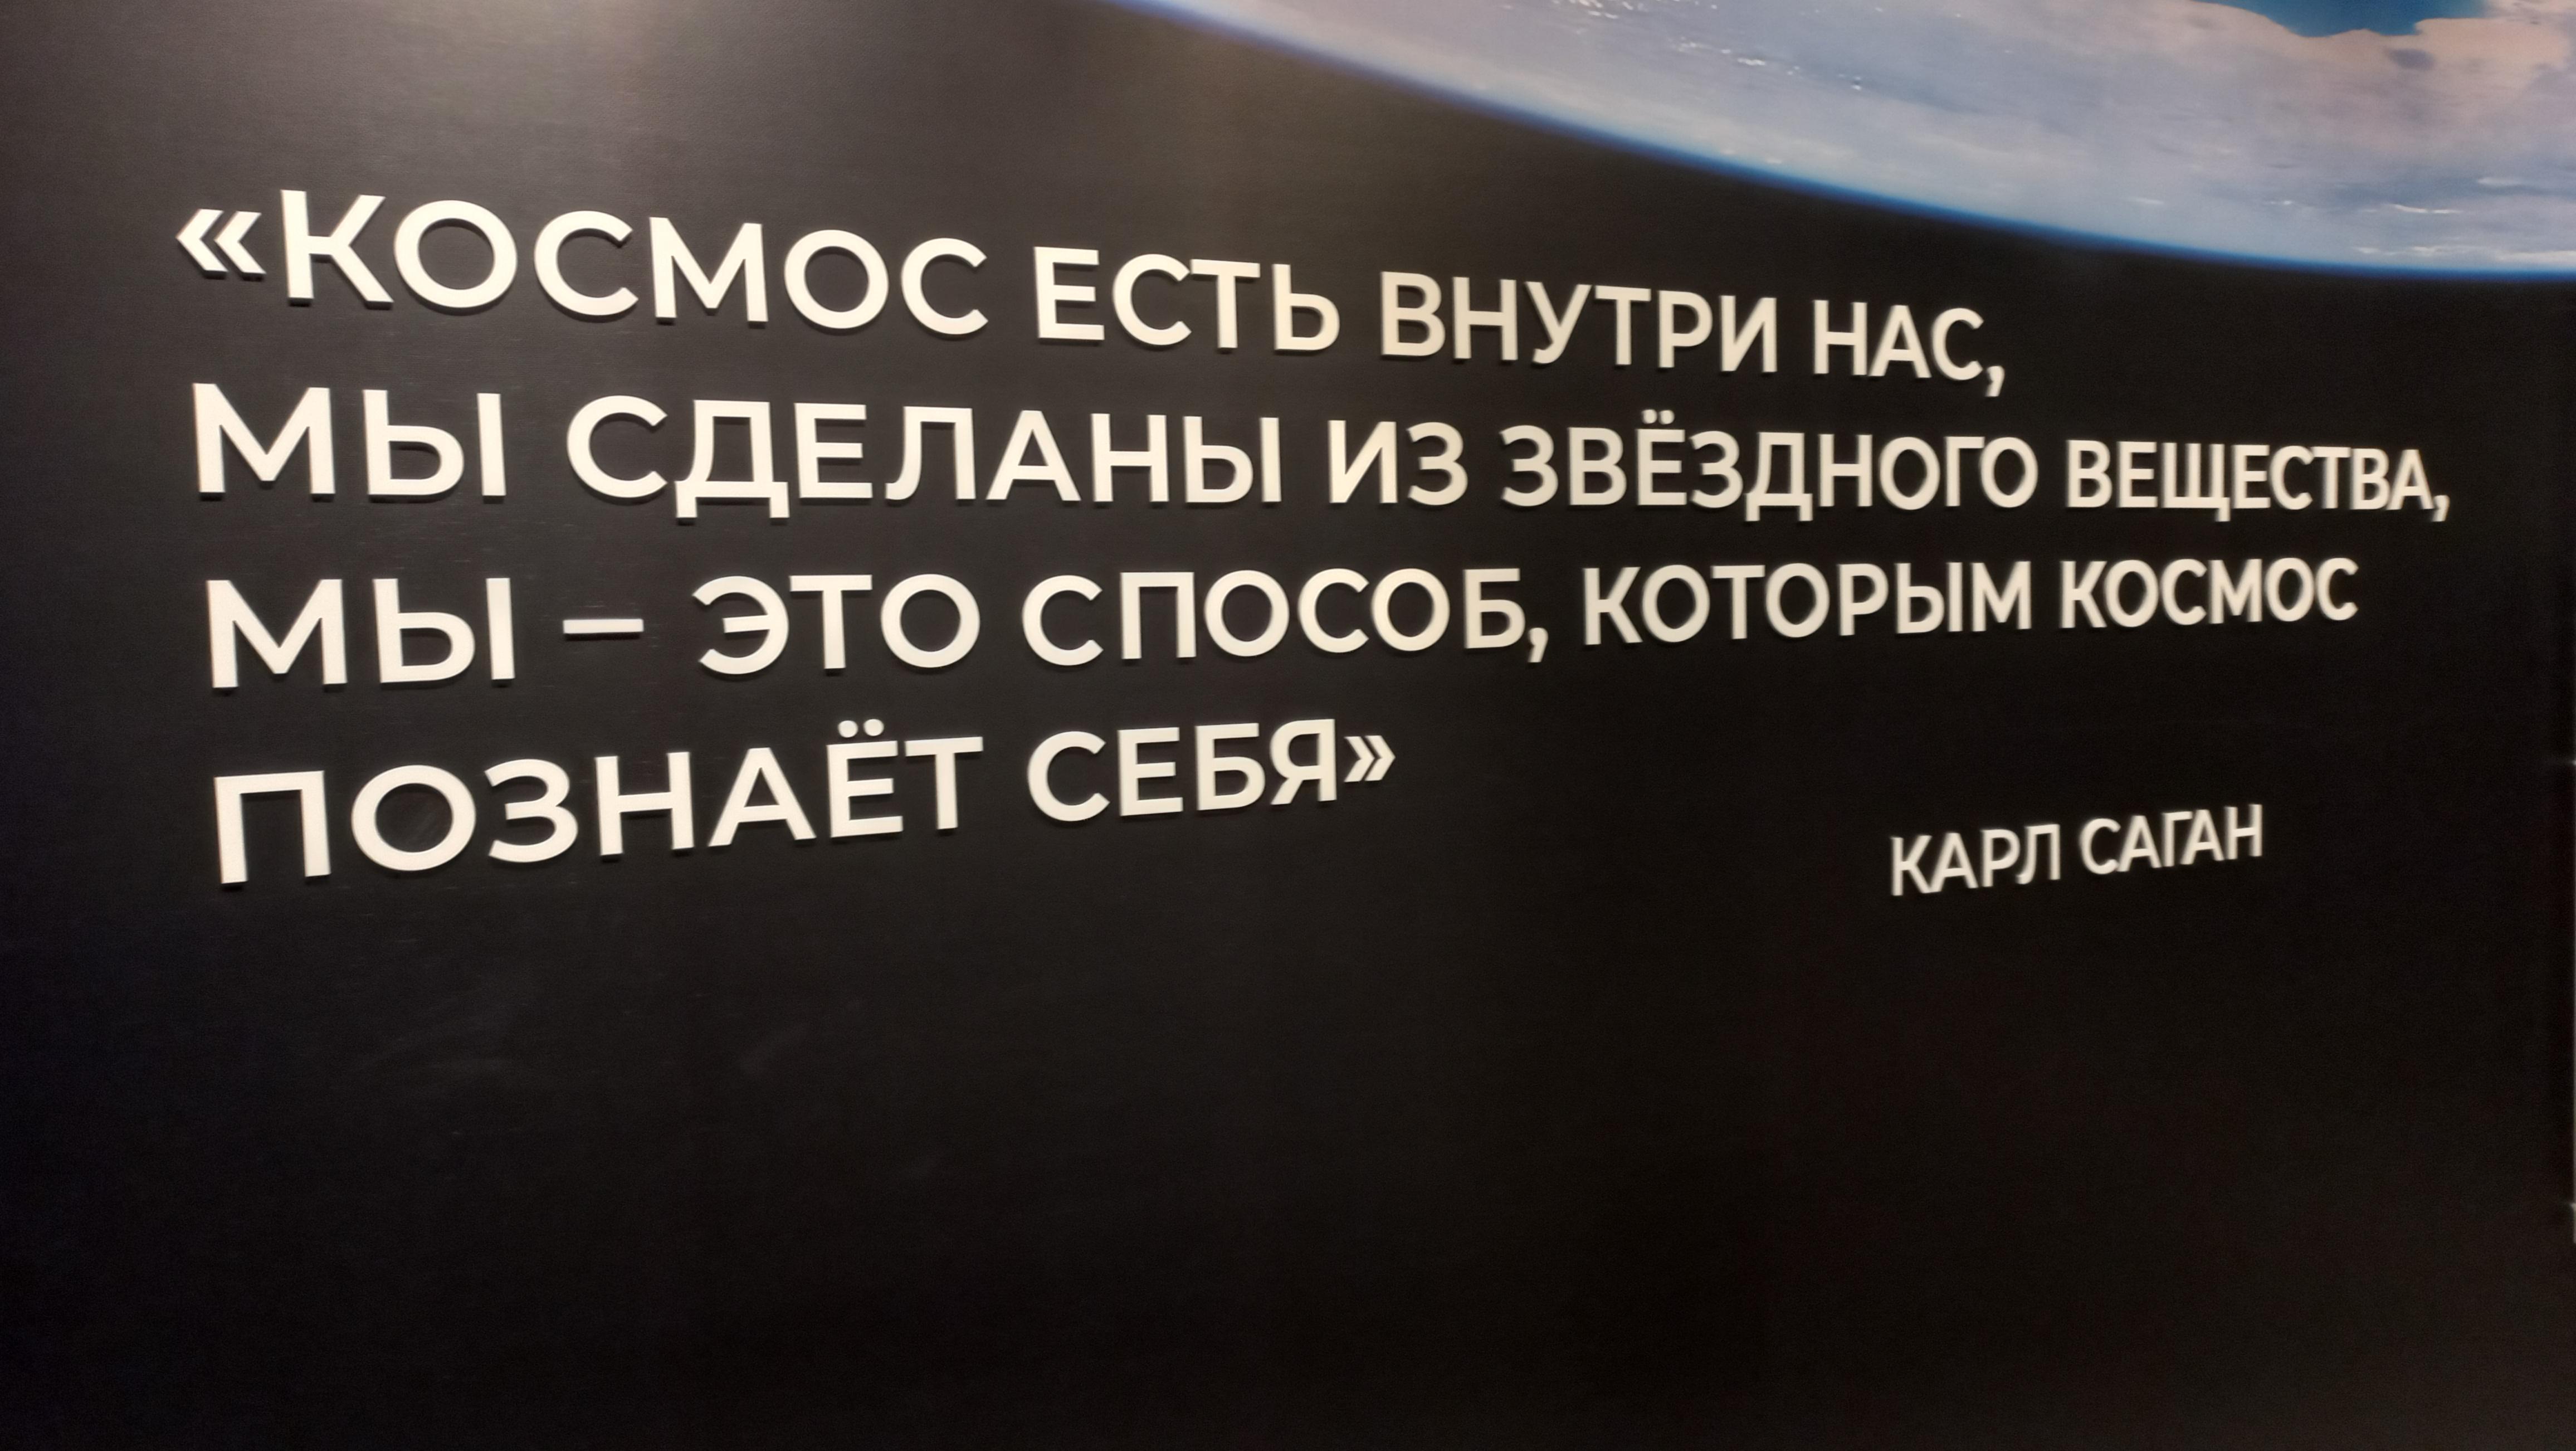 «КОСМОС ЕСТЬ ВНУТРИ НАС,
МЫ СДЕЛАНЫ ИЗ ЗВЁЗДНОГО ВЕЩЕСТВА,
МЫ – ЭТО СПОСОБ, КОТОРЫМ КОСМОС
ПОЗНАЁТ СЕБЯ»
КАРЛ САГАН